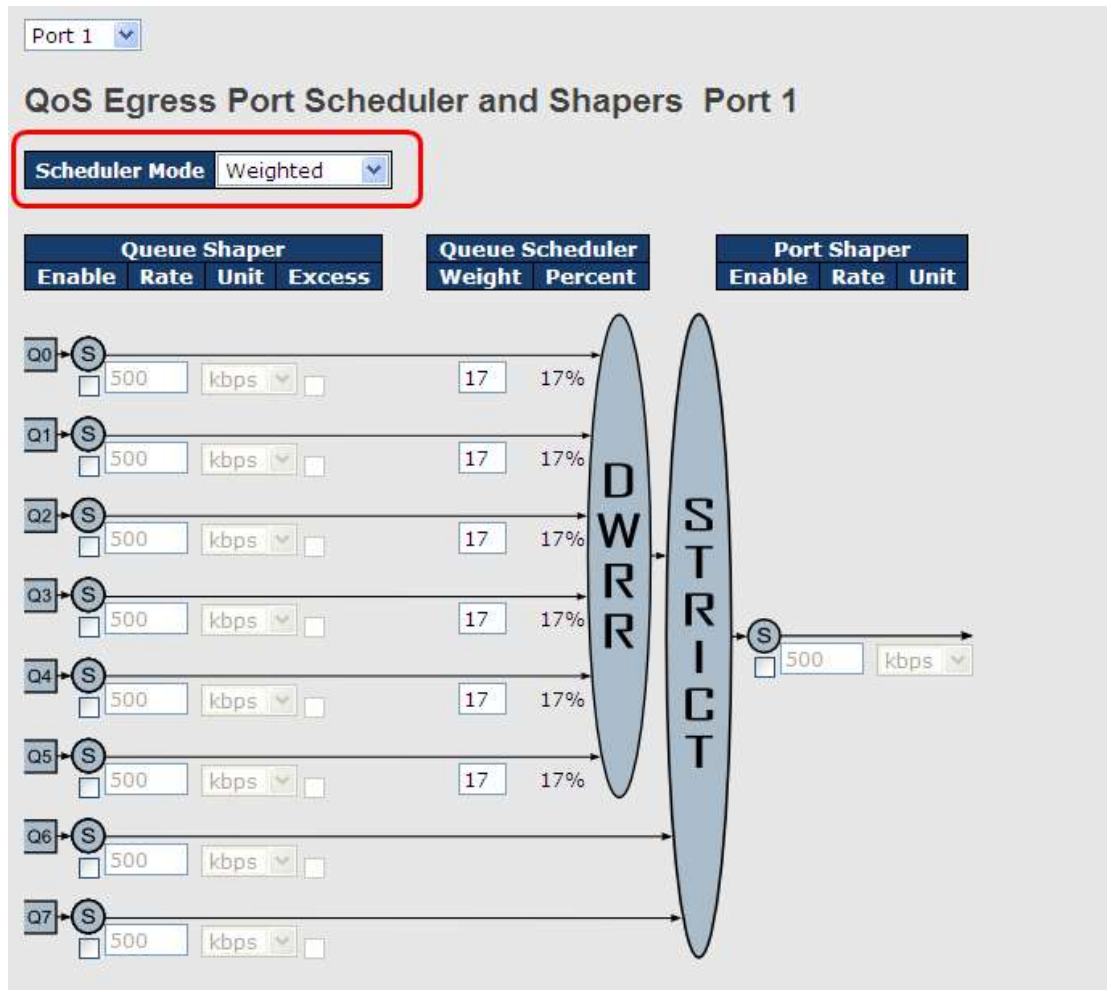 Port 1
QoS Egress Port Scheduler and Shapers Port 1
Scheduler Mode Weighted
Queue Shaper Queue Scheduler Port Shaper
Enable Rate Unit Excess Weight Percent Enable Rate Unit
Q0 S
500 kbps 17 17%
Q1 S
500 kbps 17 17%
Q2 S
500 kbps 17 17%
Q3 S
500 kbps 17 17%
Q4 S
500 kbps 17 17%
Q5 S
500 kbps 17 17%
Q6 S
500 kbps
Q7 S
500 kbps
DWRR
STRICT
S
500 kbps